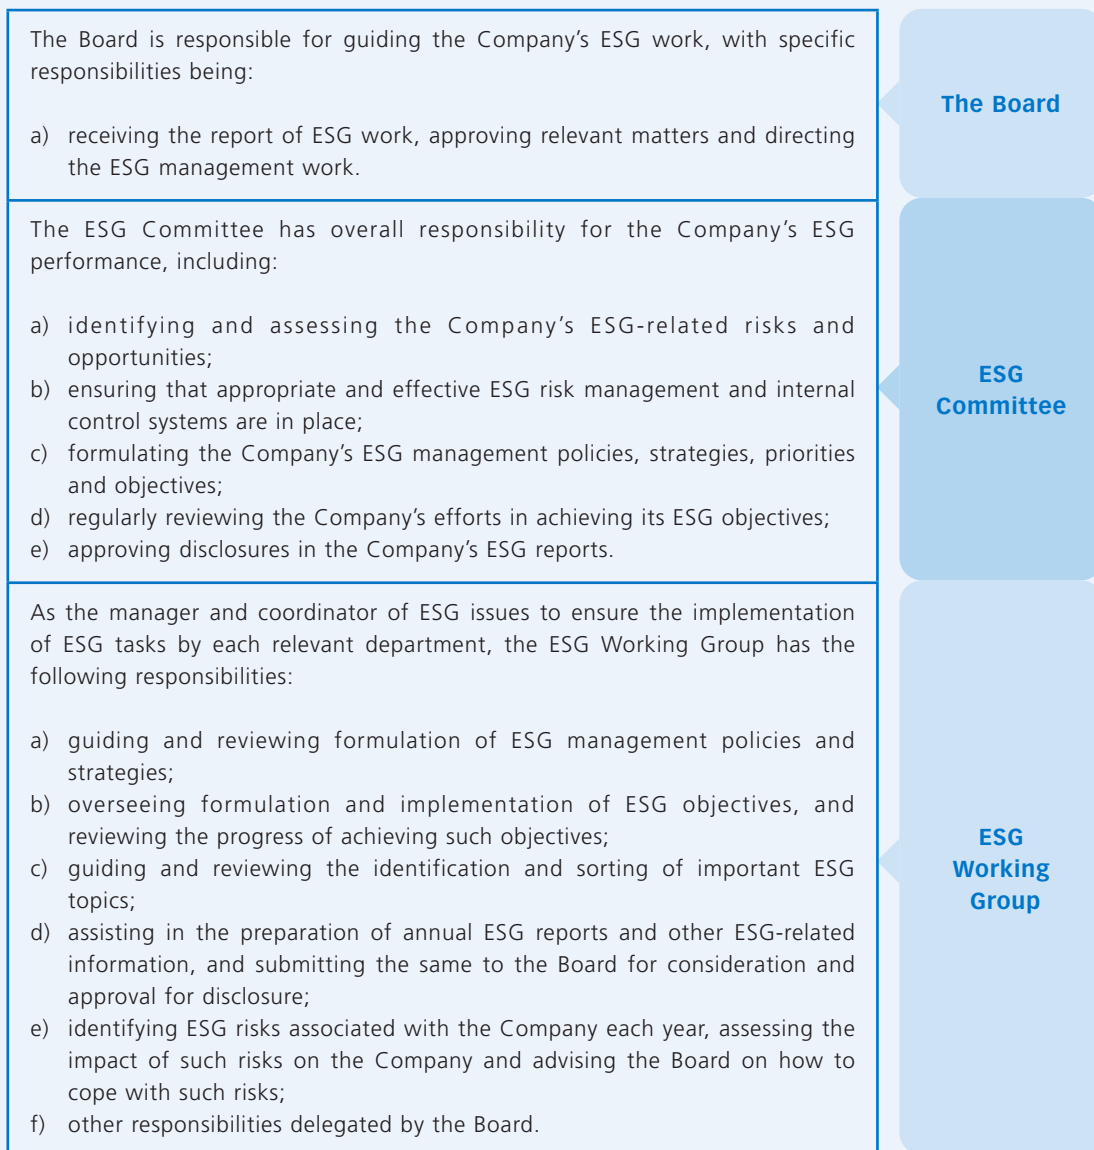 The Board is responsible for guiding the Company’s ESG work, with specific
responsibilities being:
a) receiving the report of ESG work, approving relevant matters and directing
the ESG management work.
The Board
The ESG Committee has overall responsibility for the Company’s ESG
performance, including:
a) identifying and assessing the Company’s ESG-related risks and
opportunities;
b) ensuring that appropriate and effective ESG risk management and internal
control systems are in place;
c) formulating the Company’s ESG management policies, strategies, priorities
and objectives;
d) regularly reviewing the Company’s efforts in achieving its ESG objectives;
e) approving disclosures in the Company’s ESG reports.
ESG
Committee
As the manager and coordinator of ESG issues to ensure the implementation
of ESG tasks by each relevant department, the ESG Working Group has the
following responsibilities:
a) guiding and reviewing formulation of ESG management policies and
strategies;
b) overseeing formulation and implementation of ESG objectives, and
reviewing the progress of achieving such objectives;
c) guiding and reviewing the identification and sorting of important ESG
topics;
d) assisting in the preparation of annual ESG reports and other ESG-related
information, and submitting the same to the Board for consideration and
approval for disclosure;
e) identifying ESG risks associated with the Company each year, assessing the
impact of such risks on the Company and advising the Board on how to
cope with such risks;
f) other responsibilities delegated by the Board.
ESG
Working
Group